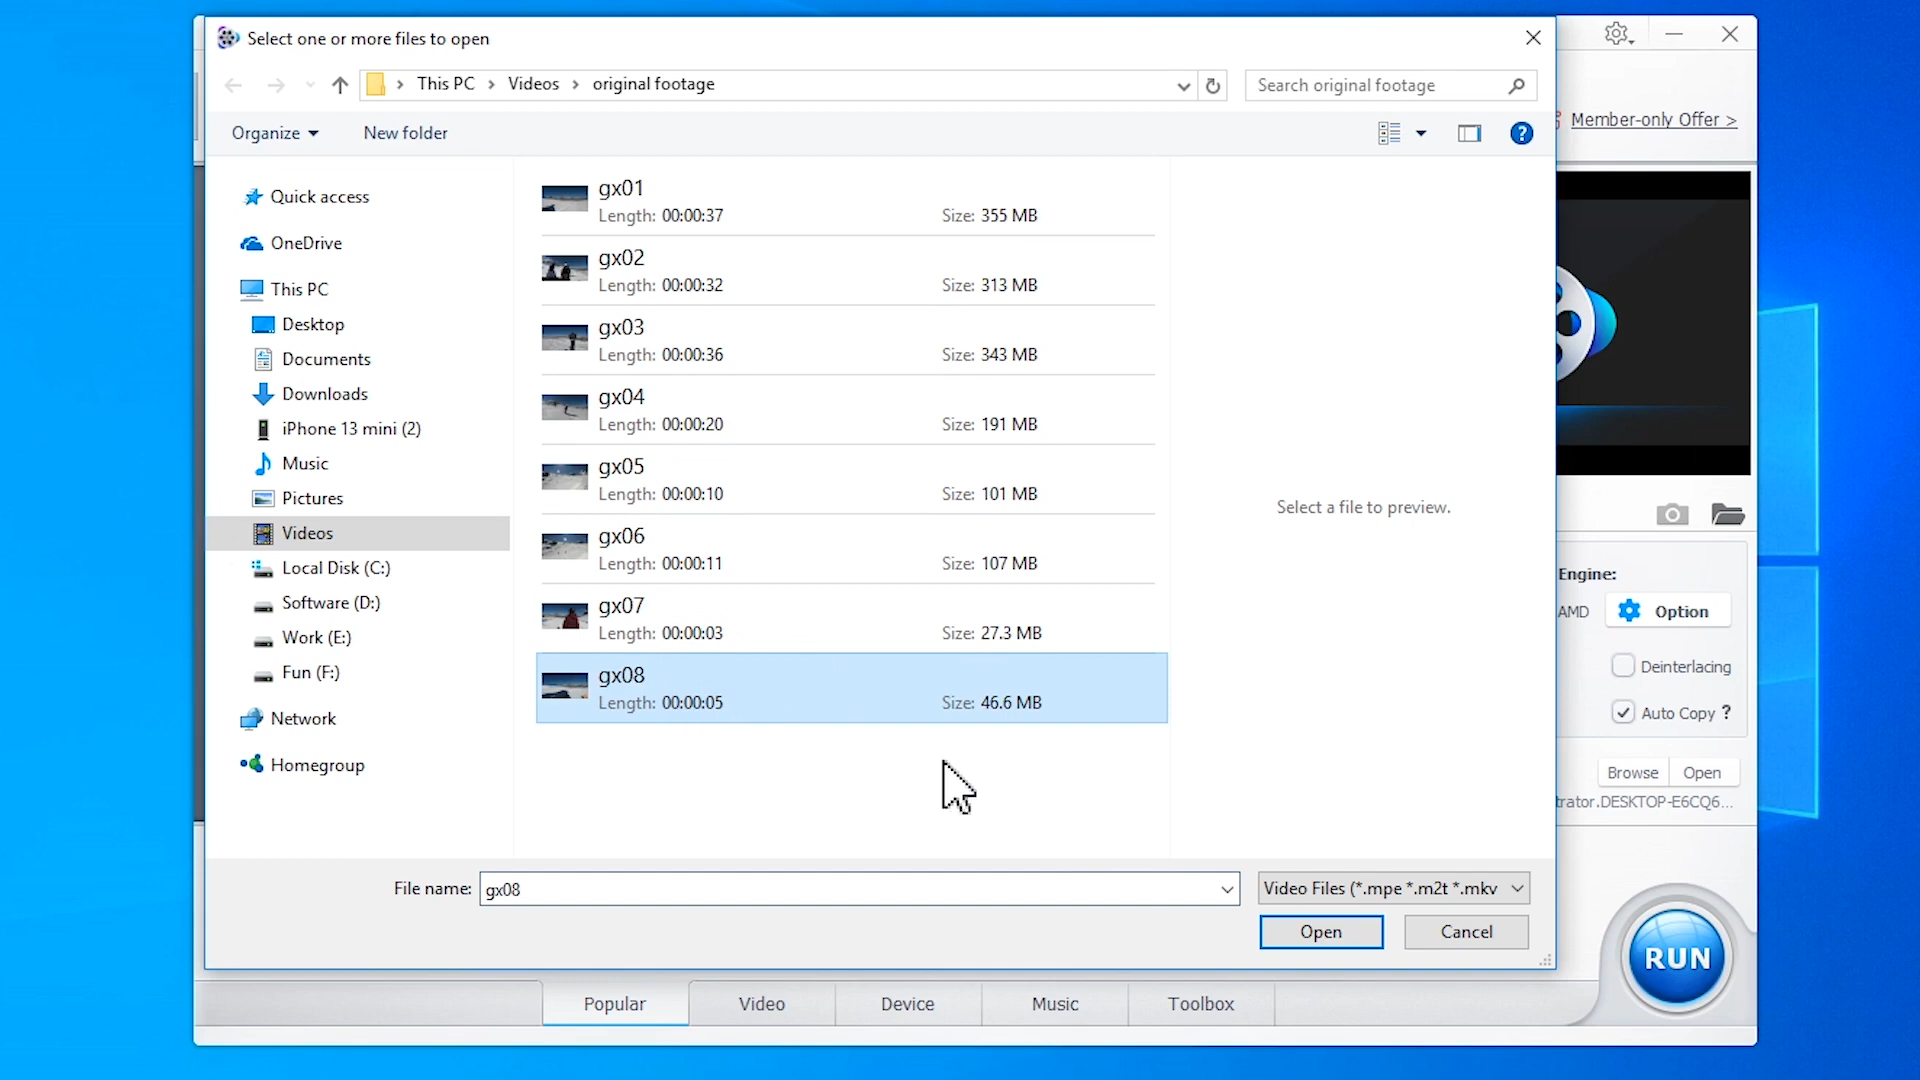 Select one or more files to open
This PC > Videos > original footage
Search original footage
Organize
New folder
?
Member-only Offer >
Quick access
OneDrive
This PC
Desktop
Documents
Downloads
iPhone 13 mini (2)
Music
Pictures
Videos
Local Disk (C:)
Software (D:)
Work (E:)
Fun (F:)
Network
Homegroup
gx01
Length: 00:00:37 Size: 355 MB
gx02
Length: 00:00:32 Size: 313 MB
gx03
Length: 00:00:36 Size: 343 MB
gx04
Length: 00:00:20 Size: 191 MB
gx05
Length: 00:00:10 Size: 101 MB
gx06
Length: 00:00:11 Size: 107 MB
gx07
Length: 00:00:03 Size: 27.3 MB
gx08
Length: 00:00:05 Size: 46.6 MB
Select a file to preview.
Engine:
AMD Option
Deinterlacing
Auto Copy ?
Browse Open
trator.DESKTOP-E6CQ6...
File name: gx08
Video Files (*.mpe *.m2t *.mkv
Open Cancel
RUN
Popular Video Device Music Toolbox